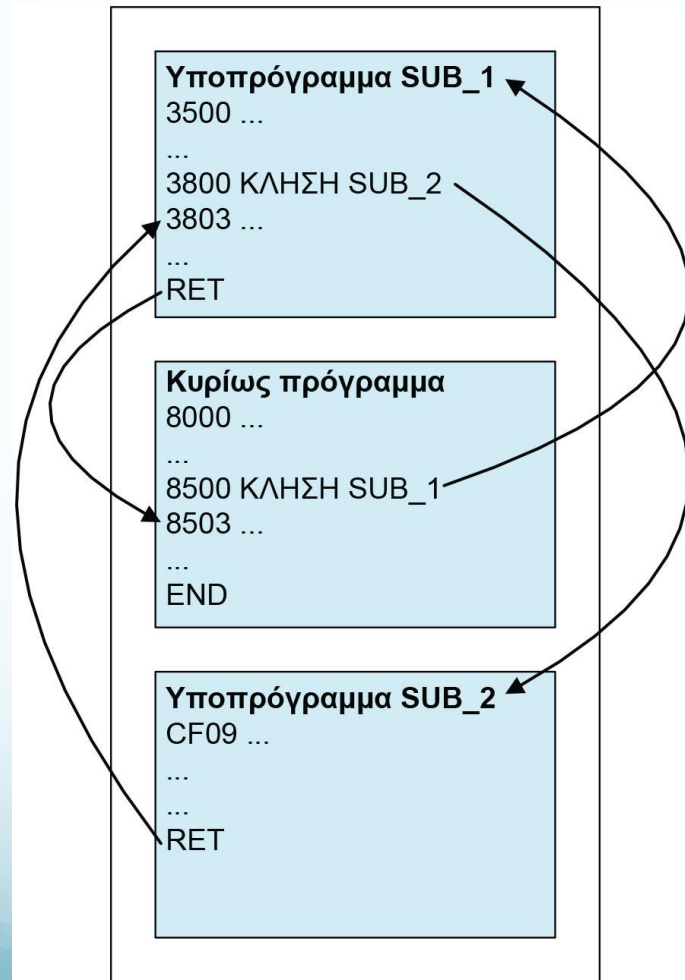 Υποπρόγραμμα SUB_1
3500 ...
...
3800 ΚΛΗΣΗ SUB_2
3803 ...
...
RET
Κυρίως πρόγραμμα
8000 ...
...
8500 ΚΛΗΣΗ SUB_1
8503 ...
...
END
Υποπρόγραμμα SUB_2
CF09 ...
...
...
RET